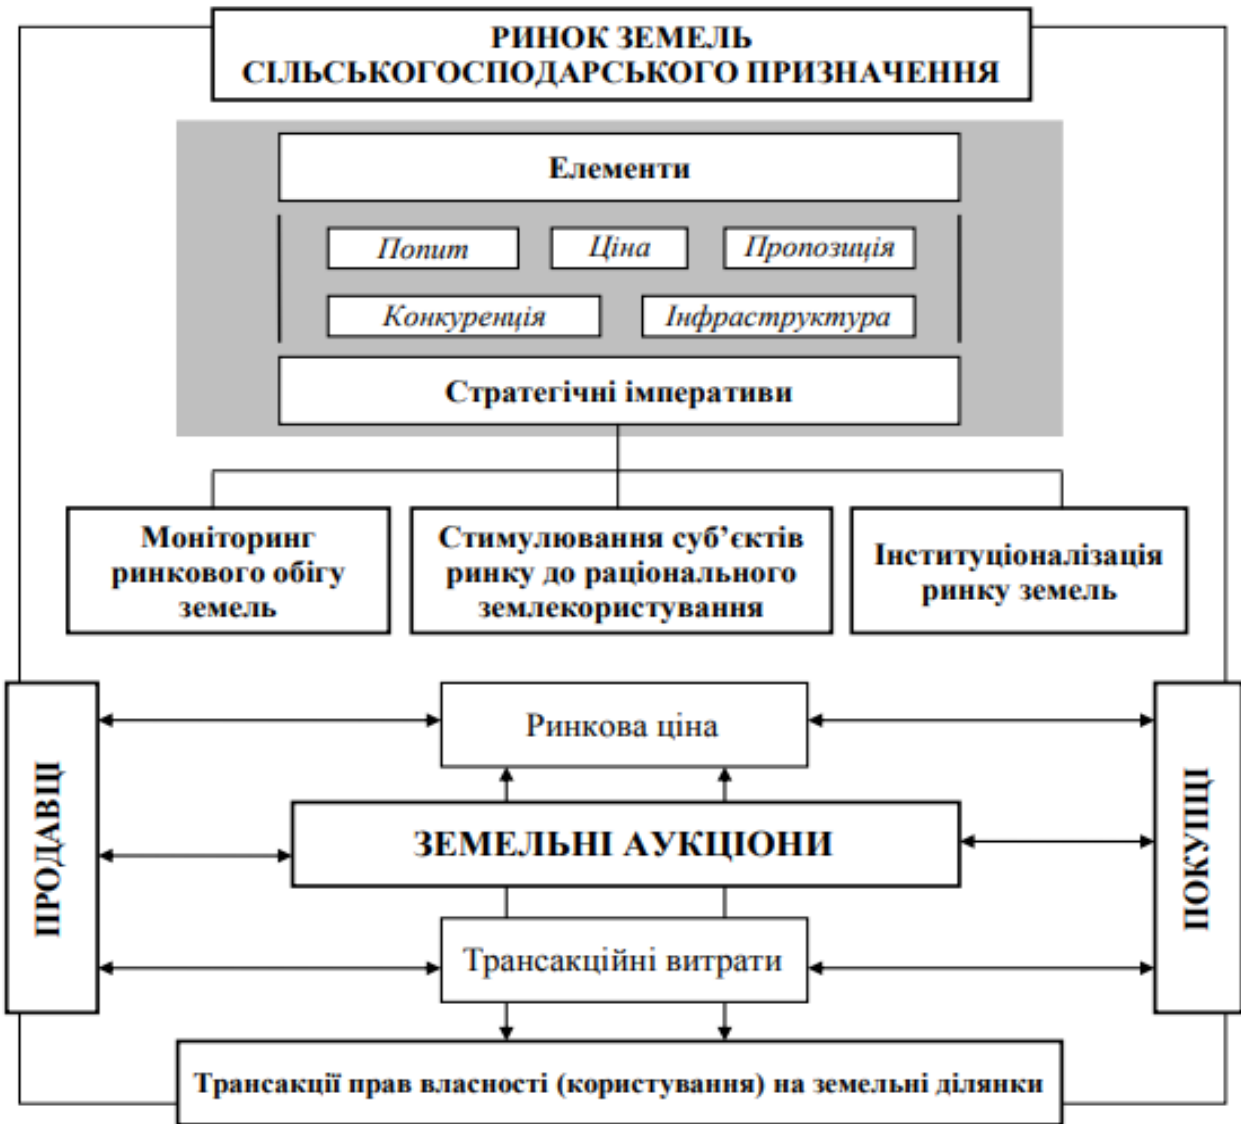 РИНОК ЗЕМЕЛЬ
СІЛЬСЬКОГОСПОДАРСЬКОГО ПРИЗНАЧЕННЯ
Елементи
Попит
Ціна
Пропозиція
Конкуренція
Інфраструктура
Стратегічні імперативи
Моніторинг
ринкового обігу
земель
Стимулювання суб’єктів
ринку до раціонального
землекористування
Інституціоналізація
ринку земель
ПРОДАВЦІ
Ринкова ціна
ЗЕМЕЛЬНІ АУКЦІОНИ
Трансакційні витрати
ПОКУПЦІ
Трансакції прав власності (користування) на земельні ділянки